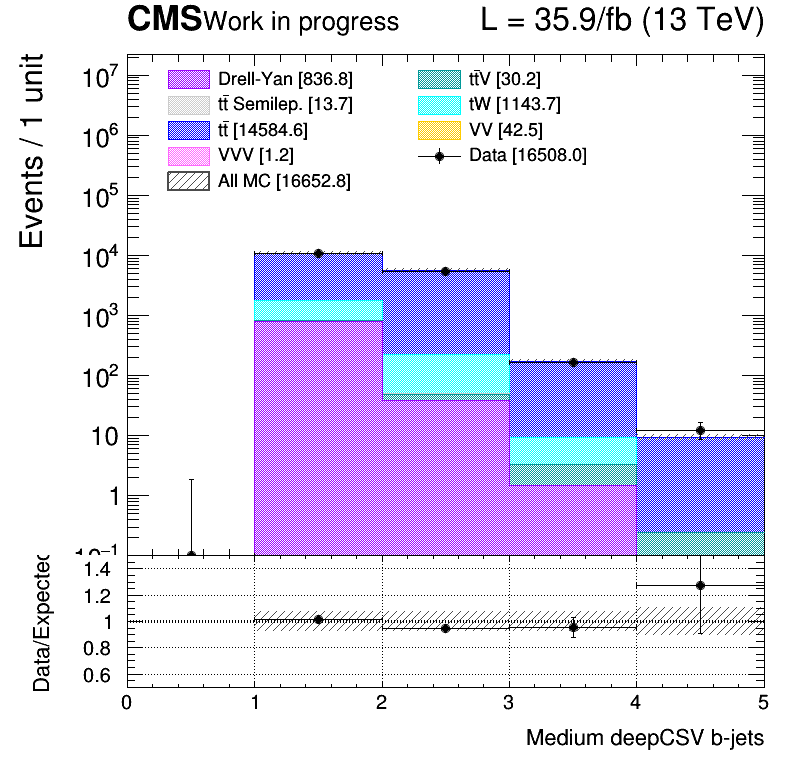 CMS Work in progress L = 35.9/fb (13 TeV)
Events / 1 unit
10⁷
10⁶
10⁵
10⁴
10³
10²
10
1
10⁻¹
Drell-Yan [836.8]
tt̄ Semilep. [13.7]
tt̄ [14584.6]
VVV [1.2]
All MC [16652.8]
tt̄V [30.2]
tW [1143.7]
VV [42.5]
Data [16508.0]
Data/Expected
1.4
1.2
1
0.8
0.6
0 1 2 3 4 5
Medium deepCSV b-jets